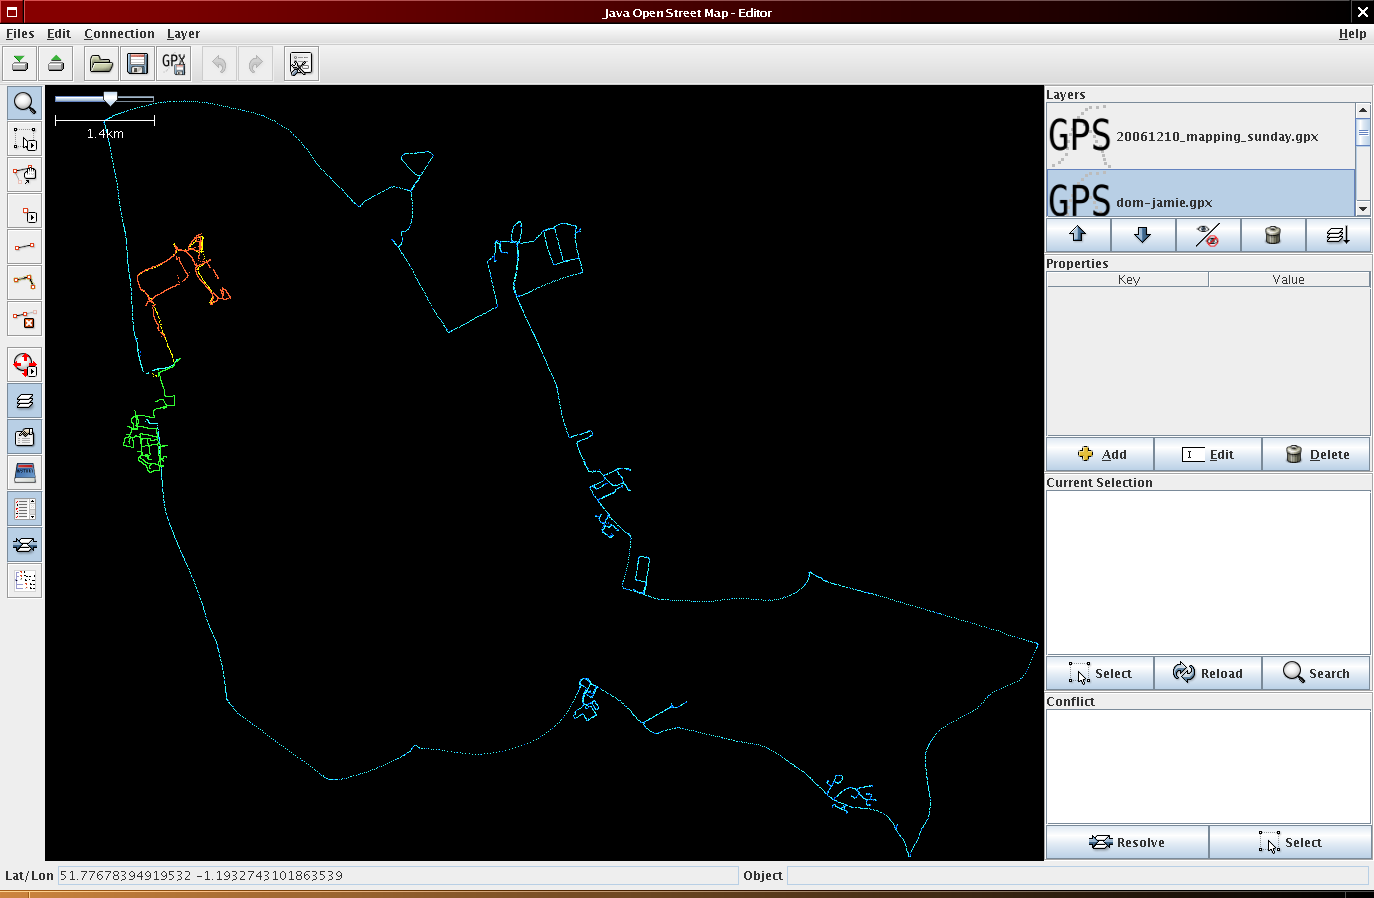 Java Open Street Map - Editor
Files Edit Connection Layer Help
GPX
1.4km
Layers
GPS 20061210_mapping_sunday.gpx
GPS dom-jamie.gpx
Properties
Key Value
Add Edit Delete
Current Selection
Select Reload Search
Conflict
Resolve Select
Lat/Lon 51.77678394919532 -1.1932743101863539 Object